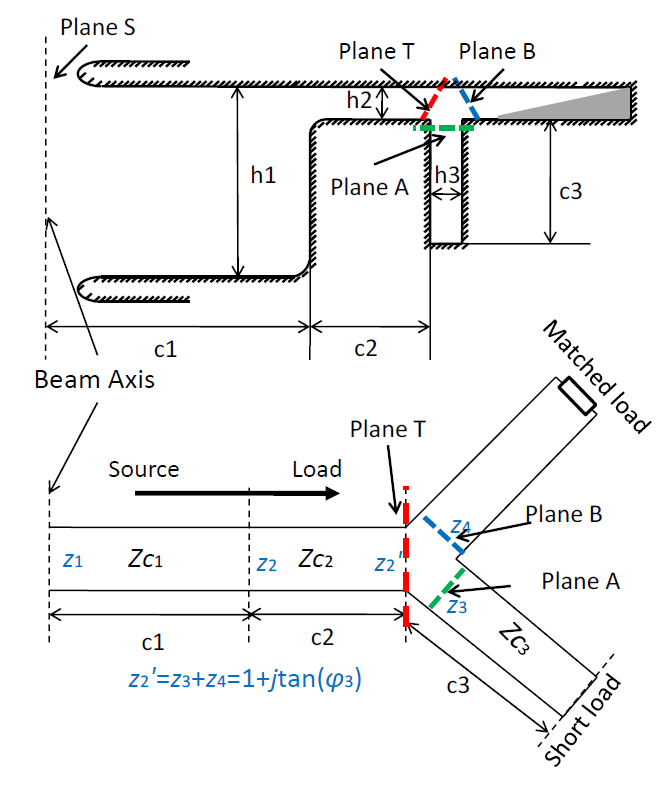 Plane S
Plane T
Plane B
h2
h1
Plane A
h3
c3
c1
c2
Beam Axis
Matched load
Plane T
Source
Load
Plane B
z4
z1
Zc1
z2
Zc2
z2'
Plane A
z3
Zc3
c1
c2
c3
z2'=z3+z4=1+jtan(φ3)
Short load